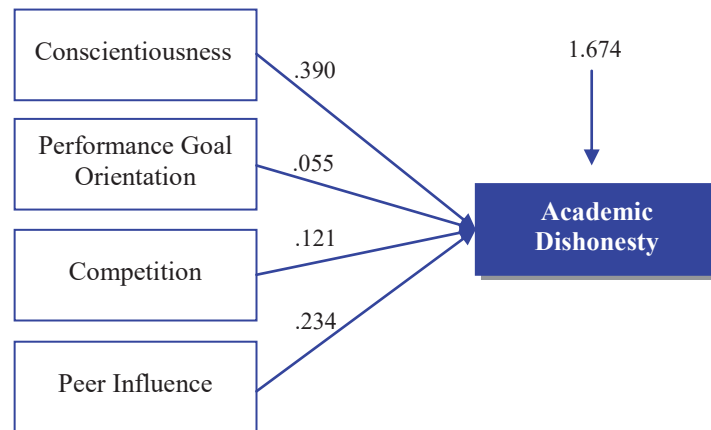 Conscientiousness
.390
1.674
Performance Goal
Orientation
.055
Academic
Dishonesty
.121
Competition
.234
Peer Influence